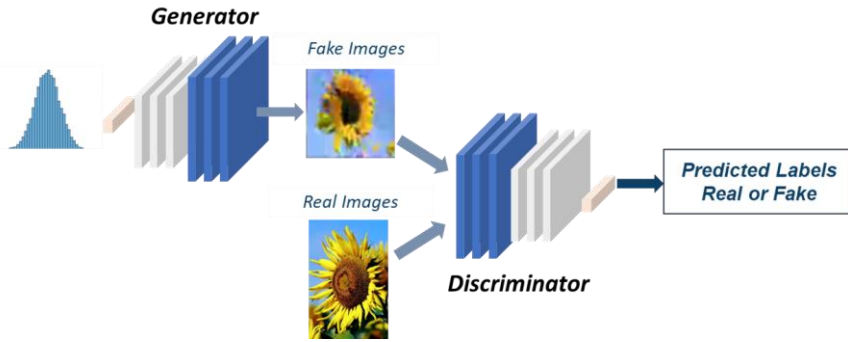 Generator
Fake Images
Real Images
Discriminator
Predicted Labels
Real or Fake